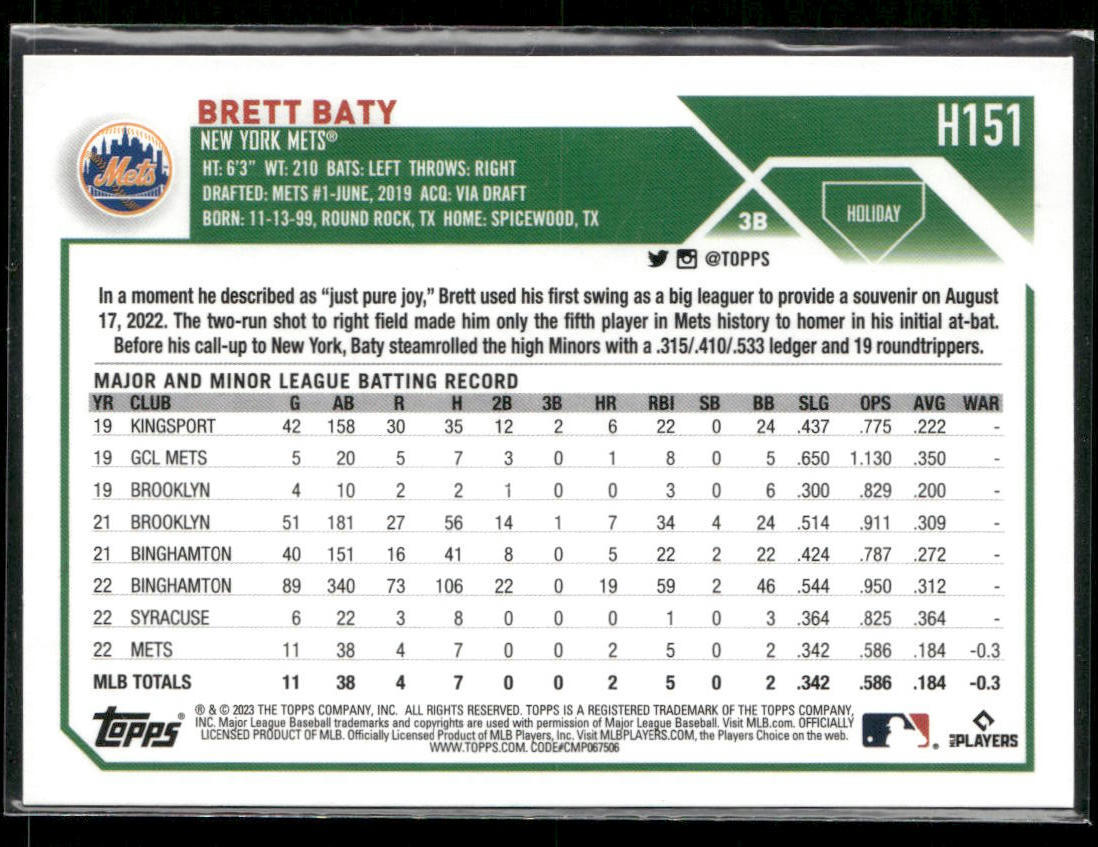 BRETT BATY
H151
Mets
NEW YORK METS®
HT: 6'3" WT: 210 BATS: LEFT THROWS: RIGHT
DRAFTED: METS #1-JUNE, 2019 ACQ: VIA DRAFT
BORN: 11-13-99, ROUND ROCK, TX HOME: SPICEWOOD, TX
3B
HOLIDAY
@TOPPS
In a moment he described as “just pure joy,” Brett used his first swing as a big leaguer to provide a souvenir on August
17, 2022. The two-run shot to right field made him only the fifth player in Mets history to homer in his initial at-bat.
Before his call-up to New York, Baty steamrolled the high Minors with a .315/.410/.533 ledger and 19 roundtrippers.
MAJOR AND MINOR LEAGUE BATTING RECORD
YR CLUB G AB R H 2B 3B HR RBI SB BB SLG OPS AVG WAR
19 KINGSPORT 42 158 30 35 12 2 6 22 0 24 .437 .775 .222 -
19 GCL METS 5 20 5 7 3 0 1 8 0 5 .650 1.130 .350 -
19 BROOKLYN 4 10 2 2 1 0 0 3 0 6 .300 .829 .200 -
21 BROOKLYN 51 181 27 56 14 1 7 34 4 24 .514 .911 .309 -
21 BINGHAMTON 40 151 16 41 8 0 5 22 2 22 .424 .787 .272 -
22 BINGHAMTON 89 340 73 106 22 0 19 59 2 46 .544 .950 .312 -
22 SYRACUSE 6 22 3 8 0 0 0 1 0 3 .364 .825 .364 -
22 METS 11 38 4 7 0 0 2 5 0 2 .342 .586 .184 -0.3
MLB TOTALS 11 38 4 7 0 0 2 5 0 2 .342 .586 .184 -0.3
Topps®
® & © 2023 THE TOPPS COMPANY, INC. ALL RIGHTS RESERVED. TOPPS IS A REGISTERED TRADEMARK OF THE TOPPS COMPANY,
INC. Major League Baseball trademarks and copyrights are used with permission of Major League Baseball. Visit MLB.com. OFFICIALLY
LICENSED PRODUCT OF MLB. Officially Licensed Product of MLB Players, Inc. Visit MLBPLAYERS.COM, the Players Choice on the web.
WWW.TOPPS.COM. CODE#CMP067506
MLB PLAYERS